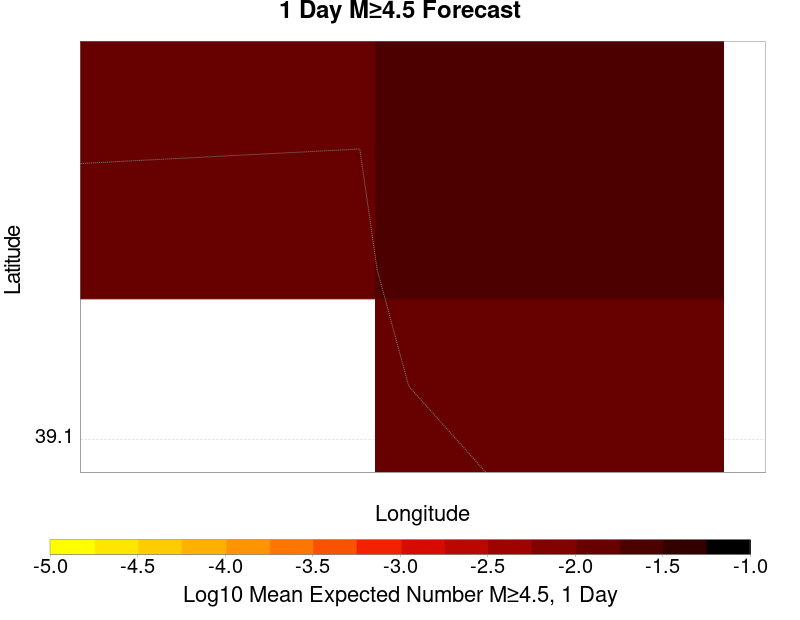 1 Day M≥4.5 Forecast
Latitude
39.1
Longitude
-5.0 -4.5 -4.0 -3.5 -3.0 -2.5 -2.0 -1.5 -1.0
Log10 Mean Expected Number M≥4.5, 1 Day